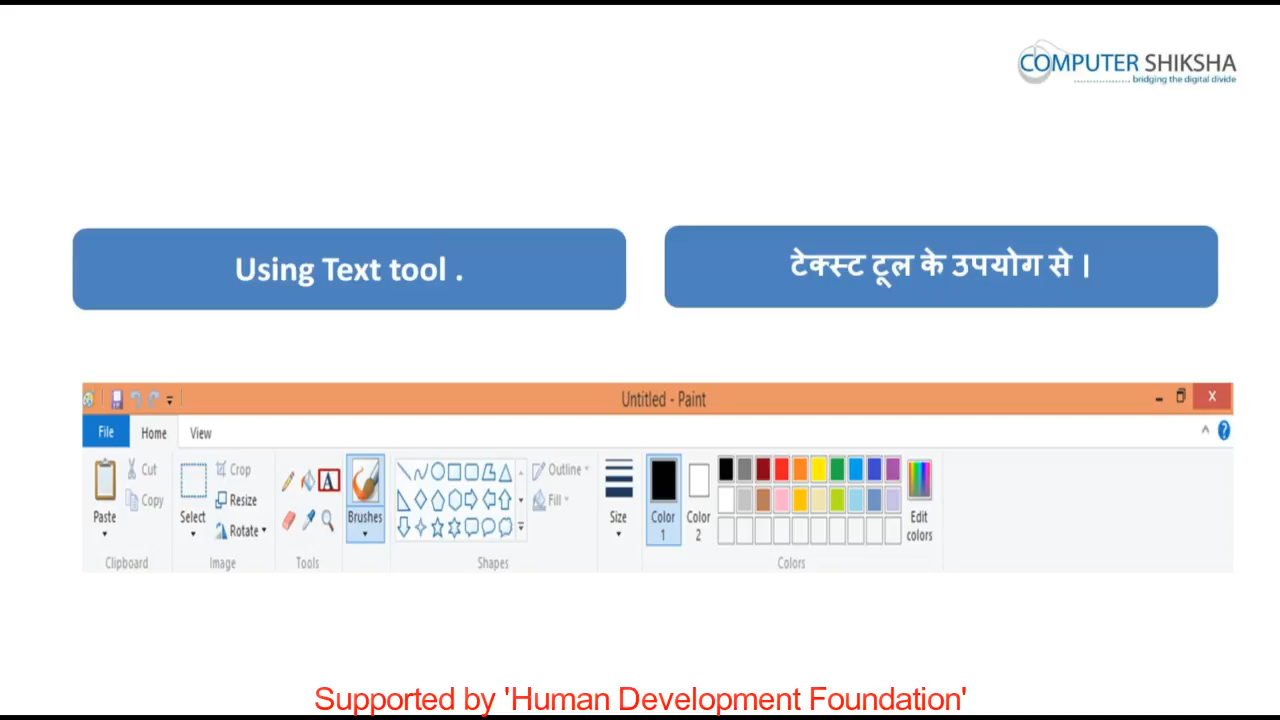 COMPUTER SHIKSHA
bridging the digital divide
Using Text tool .
टेक्स्ट टूल के उपयोग से ।
Untitled - Paint
File Home View
Cut Crop Outline
Copy Resize Fill
Paste Select Rotate Brushes Size Color 1 Color 2 Edit colors
Clipboard Image Tools Shapes Colors
Supported by 'Human Development Foundation'